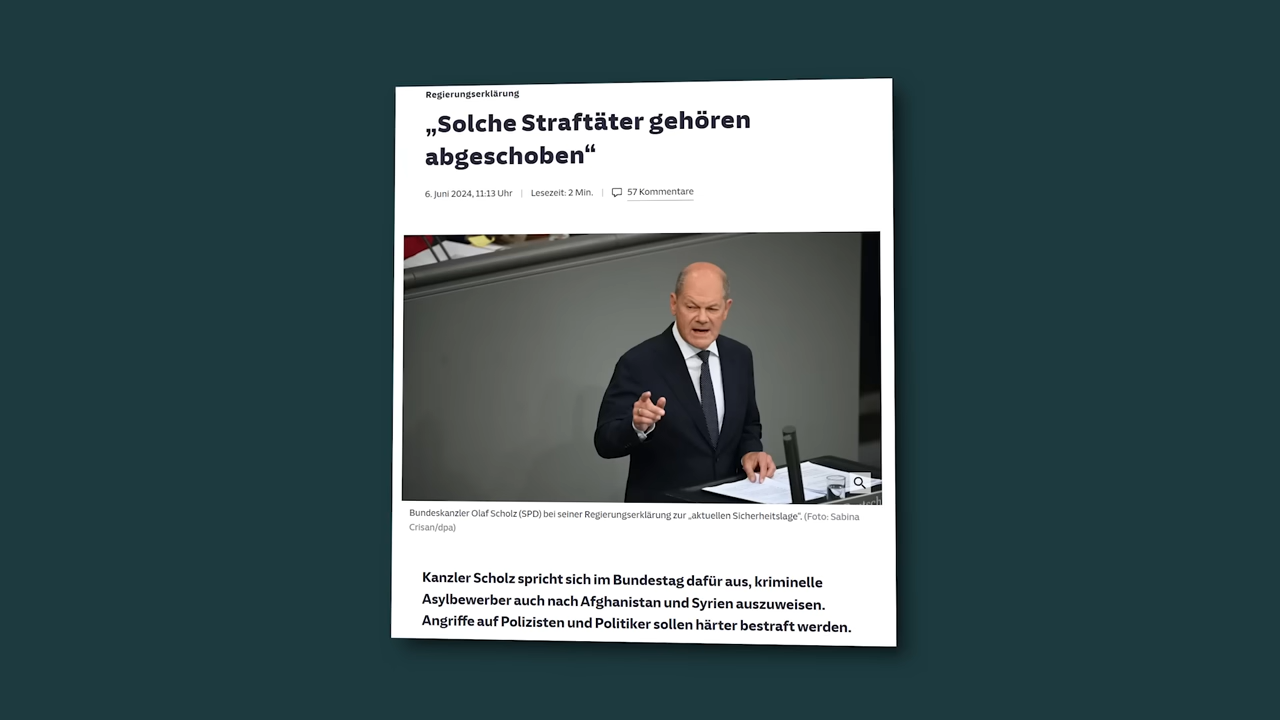 Regierungserklärung
„Solche Straftäter gehören
abgeschoben“
6. Juni 2024, 11:13 Uhr | Lesezeit: 2 Min. | 57 Kommentare
Bundeskanzler Olaf Scholz (SPD) bei seiner Regierungserklärung zur „aktuellen Sicherheitslage“. (Foto: Sabina
Crisan/dpa)
Kanzler Scholz spricht sich im Bundestag dafür aus, kriminelle
Asylbewerber auch nach Afghanistan und Syrien auszuweisen.
Angriffe auf Polizisten und Politiker sollen härter bestraft werden.